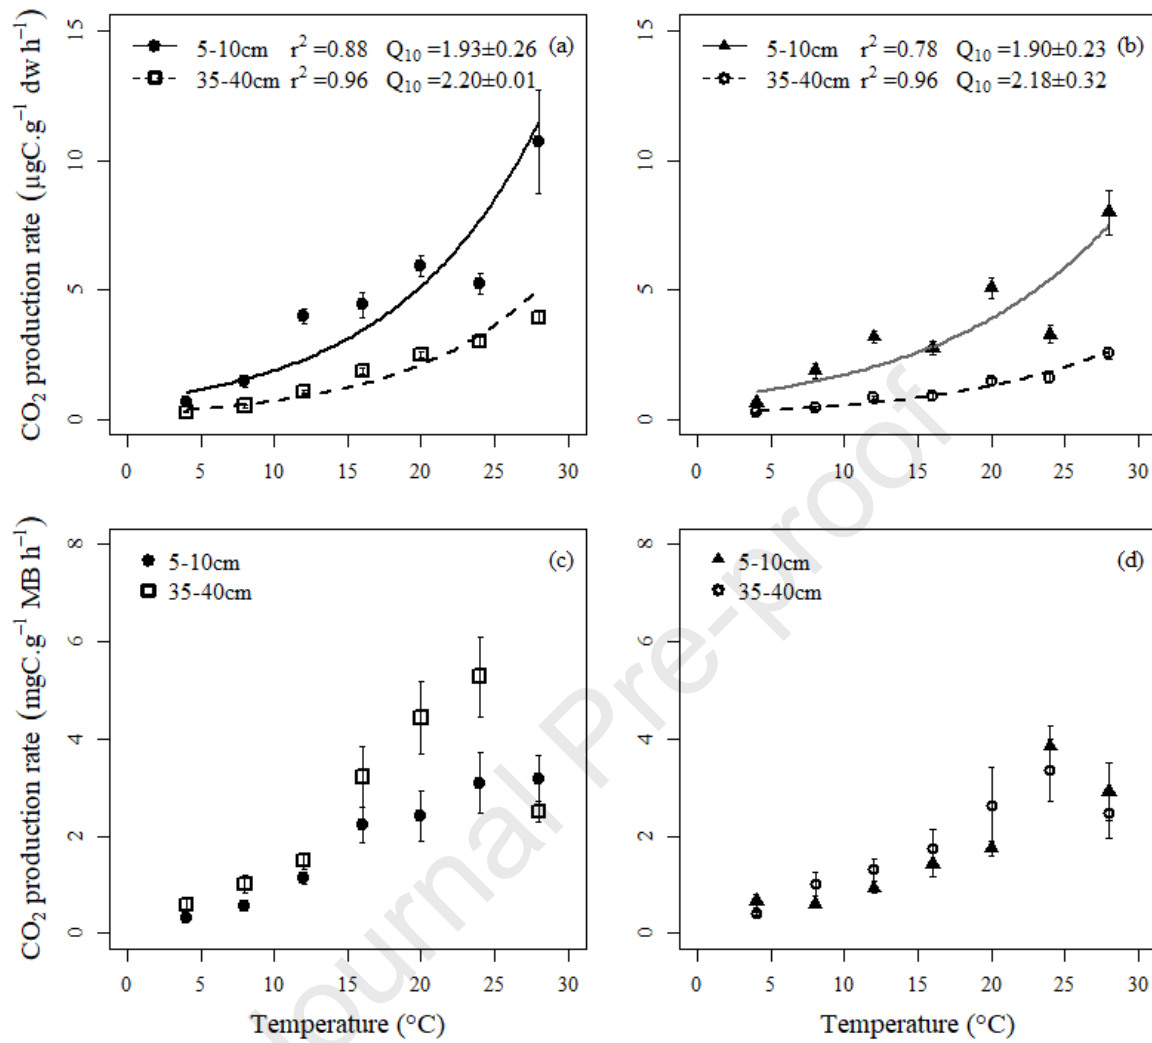 CO₂ production rate (µgC.g⁻¹ dw h⁻¹)
15
10
5
0
5-10cm r² =0.88 Q₁₀ =1.93±0.26 (a)
35-40cm r² =0.96 Q₁₀ =2.20±0.01
0 5 10 15 20 25 30
15
10
5
0
5-10cm r² =0.78 Q₁₀ =1.90±0.23 (b)
35-40cm r² =0.96 Q₁₀ =2.18±0.32
0 5 10 15 20 25 30
CO₂ production rate (mgC.g⁻¹ MB h⁻¹)
8
6
4
2
0
5-10cm (c)
35-40cm
0 5 10 15 20 25 30
Temperature (°C)
8
6
4
2
0
5-10cm (d)
35-40cm
0 5 10 15 20 25 30
Temperature (°C)
Journal Pre-proof